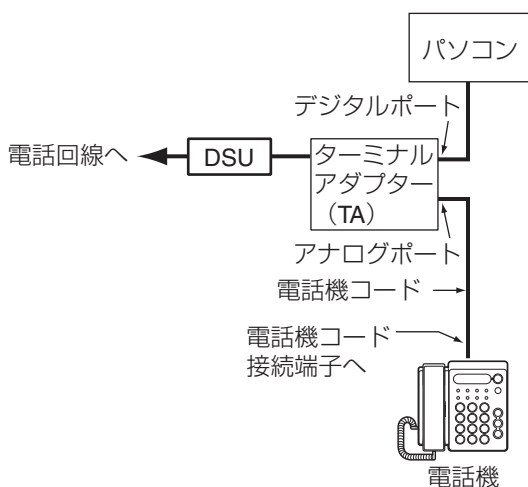 パソコン
デジタルポート
電話回線へ
DSU
ターミナル
アダプター
(TA)
アナログポート
電話機コード
電話機コード
接続端子へ
電話機